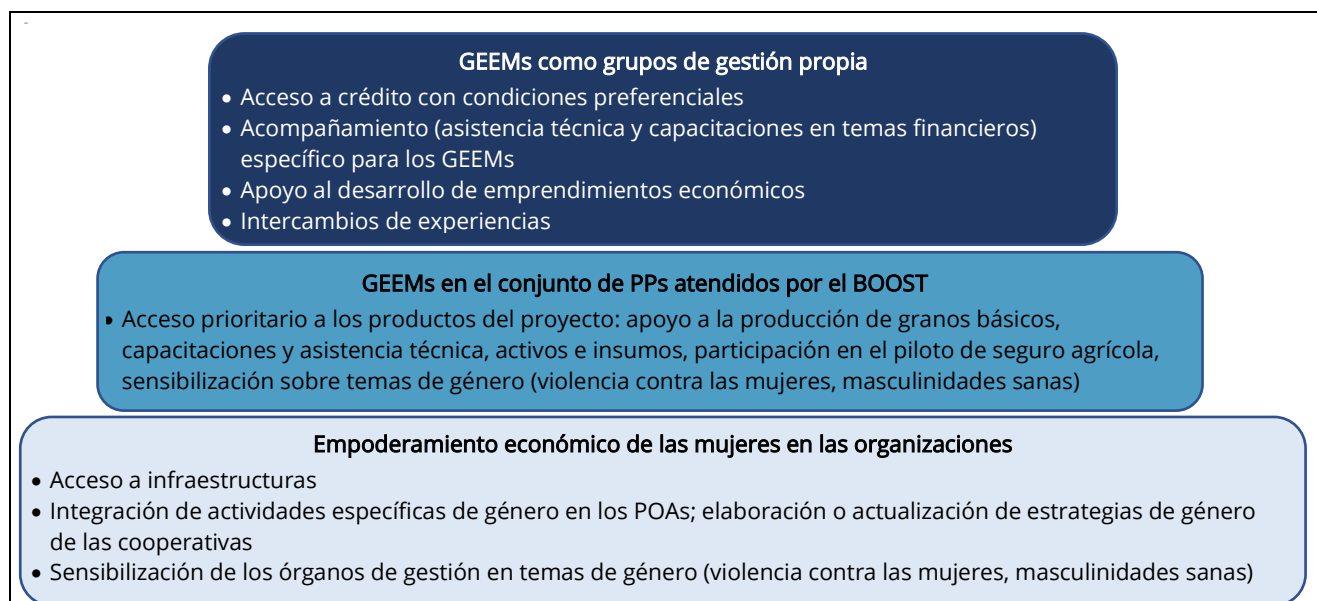 GEEMs como grupos de gestión propia
• Acceso a crédito con condiciones preferenciales
• Acompañamiento (asistencia técnica y capacitaciones en temas financieros)
específico para los GEEMs
• Apoyo al desarrollo de emprendimientos económicos
• Intercambios de experiencias
GEEMs en el conjunto de PPs atendidos por el BOOST
• Acceso prioritario a los productos del proyecto: apoyo a la producción de granos básicos,
capacitaciones y asistencia técnica, activos e insumos, participación en el piloto de seguro agrícola,
sensibilización sobre temas de género (violencia contra las mujeres, masculinidades sanas)
Empoderamiento económico de las mujeres en las organizaciones
• Acceso a infraestructuras
• Integración de actividades específicas de género en los POAs; elaboración o actualización de estrategias de género
de las cooperativas
• Sensibilización de los órganos de gestión en temas de género (violencia contra las mujeres, masculinidades sanas)